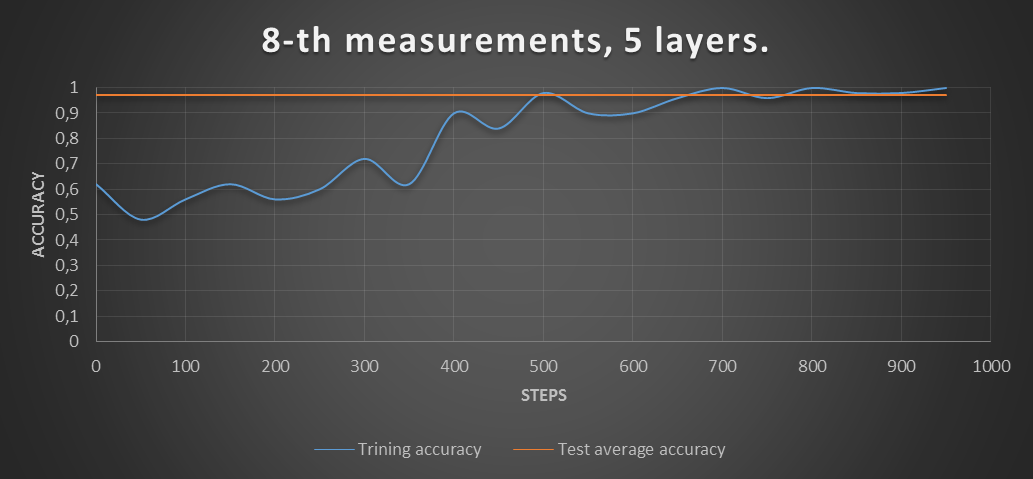 8-th measurements, 5 layers.
1
0,9
0,8
0,7
0,6
0,5
0,4
0,3
0,2
0,1
0
ACCURACY
0 100 200 300 400 500 600 700 800 900 1000
STEPS
Trining accuracy Test average accuracy